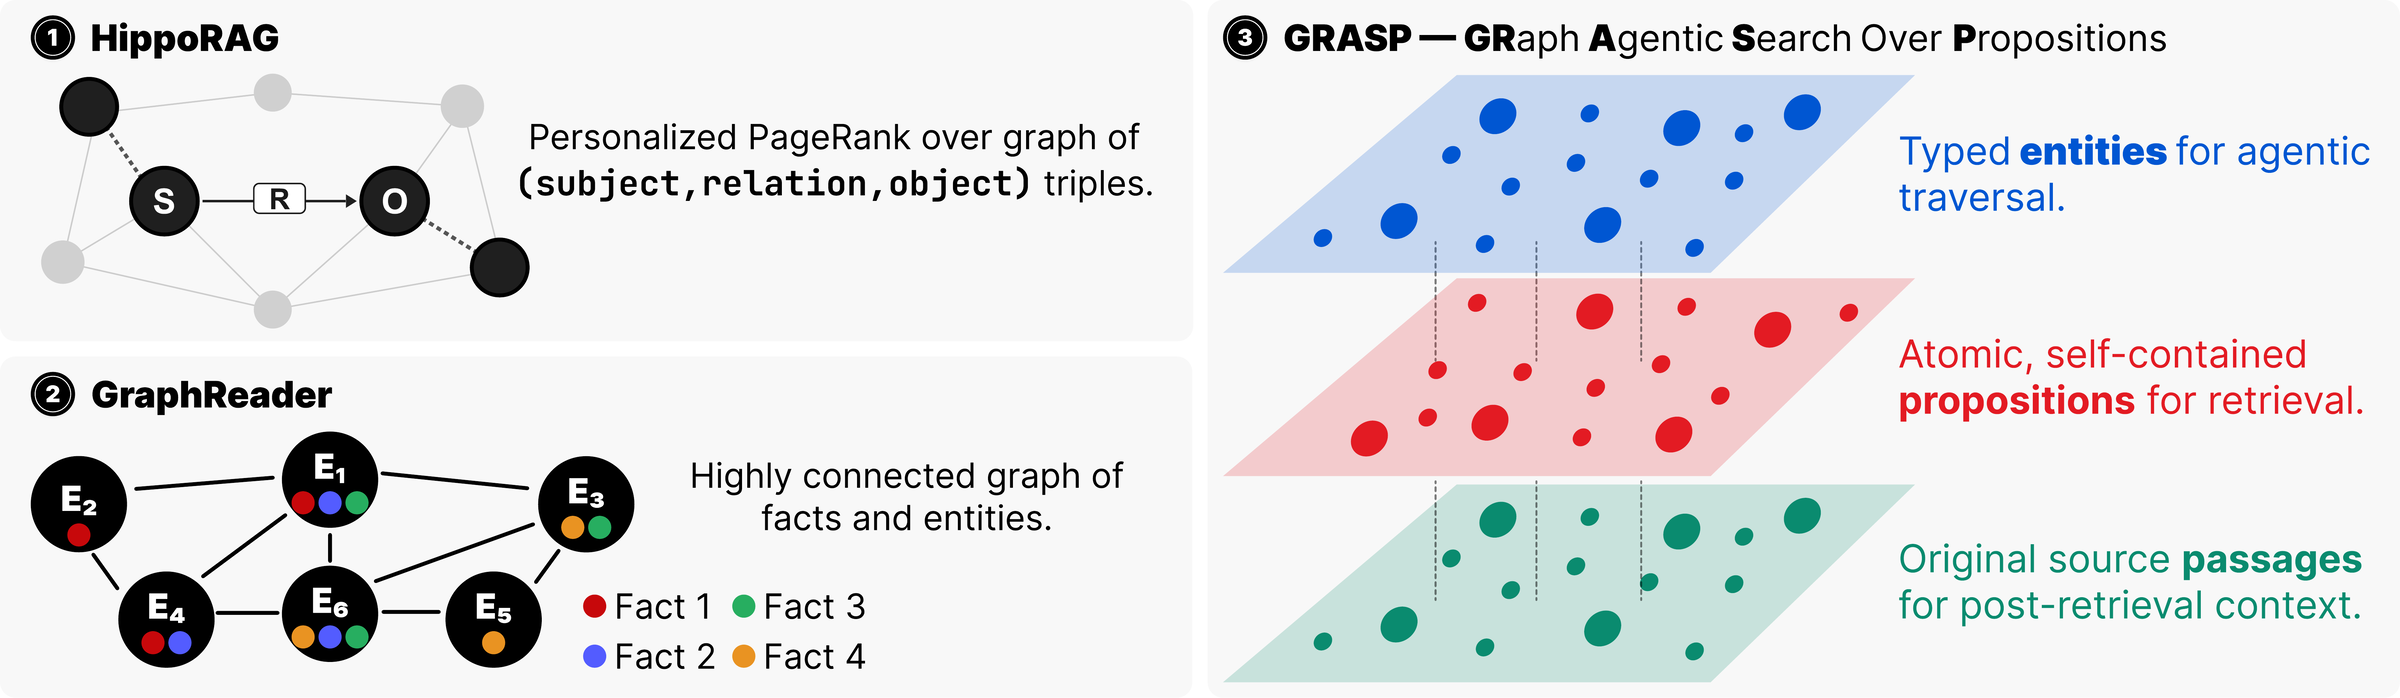 1 HippoRAG
S
R
O
Personalized PageRank over graph of
(subject,relation,object) triples.
2 GraphReader
E₁
E₂
E₃
E₄
E₆
E₅
Highly connected graph of
facts and entities.
Fact 1
Fact 3
Fact 2
Fact 4
3 GRASP — GRaph Agentic Search Over Propositions
Typed entities for agentic
traversal.
Atomic, self-contained
propositions for retrieval.
Original source passages
for post-retrieval context.